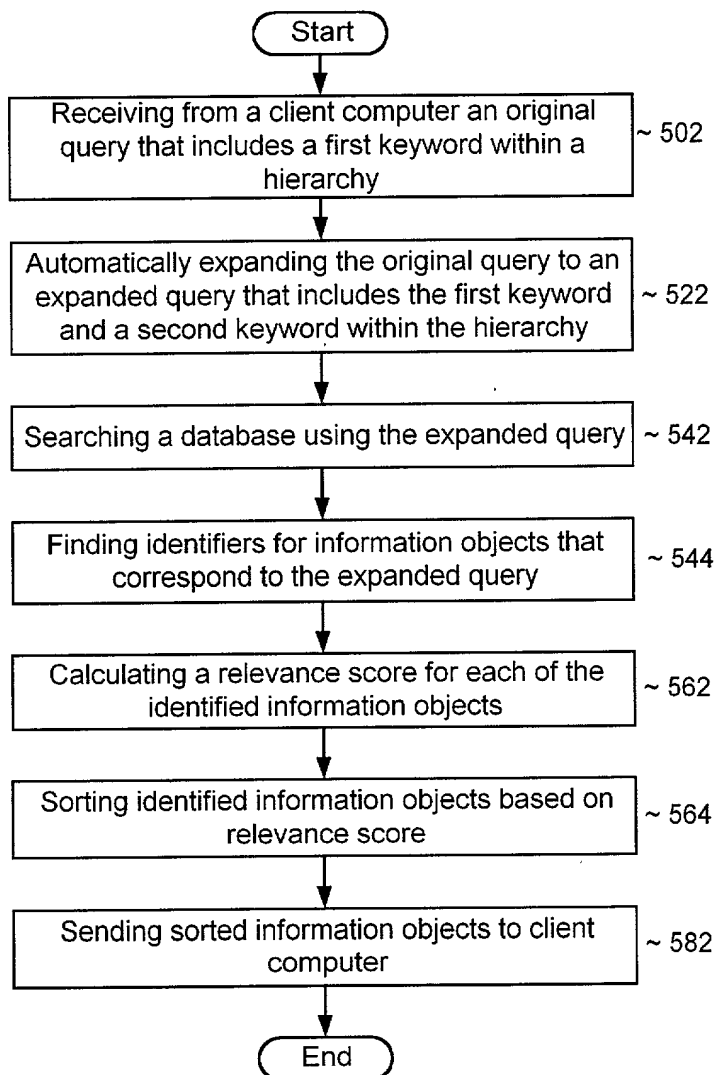 Start
Receiving from a client computer an original
query that includes a first keyword within a
hierarchy
~ 502
Automatically expanding the original query to an
expanded query that includes the first keyword
and a second keyword within the hierarchy
~ 522
Searching a database using the expanded query
~ 542
Finding identifiers for information objects that
correspond to the expanded query
~ 544
Calculating a relevance score for each of the
identified information objects
~ 562
Sorting identified information objects based on
relevance score
~ 564
Sending sorted information objects to client
computer
~ 582
End